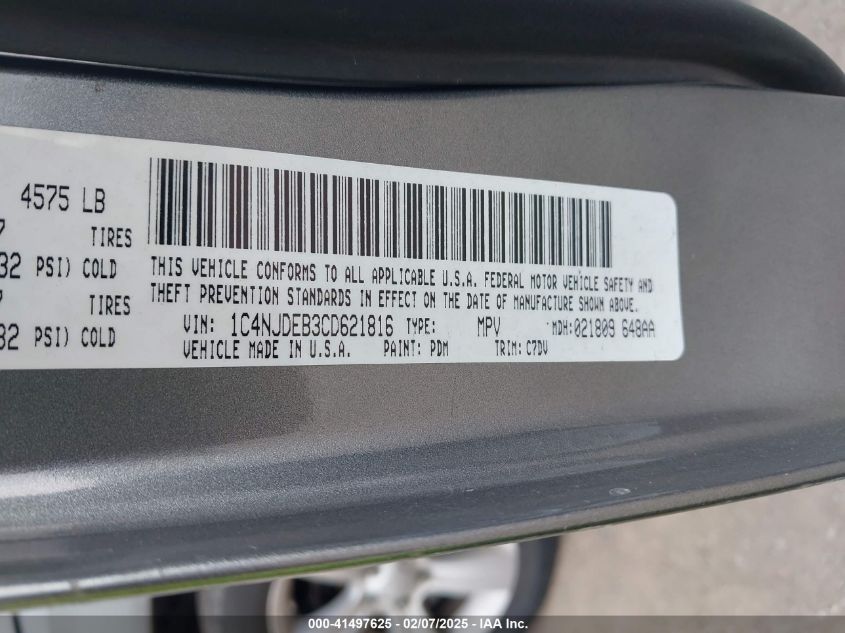 4575 LB
7 TIRES
32 PSI) COLD
7 TIRES
32 PSI) COLD
THIS VEHICLE CONFORMS TO ALL APPLICABLE U.S.A. FEDERAL MOTOR VEHICLE SAFETY AND
THEFT PREVENTION STANDARDS IN EFFECT ON THE DATE OF MANUFACTURE SHOWN ABOVE.
VIN: 1C4NJDEB3CD621816 TYPE: MPV MDH:021809 648AA
VEHICLE MADE IN U.S.A. PAINT: PDM TRIM: C7DV
000-41497625 - 02/07/2025 - IAA Inc.